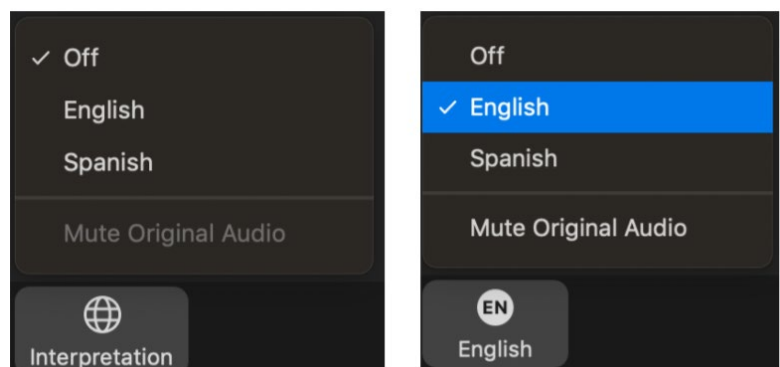 Off
English
Spanish
Mute Original Audio
Interpretation
Off
English
Spanish
Mute Original Audio
EN
English